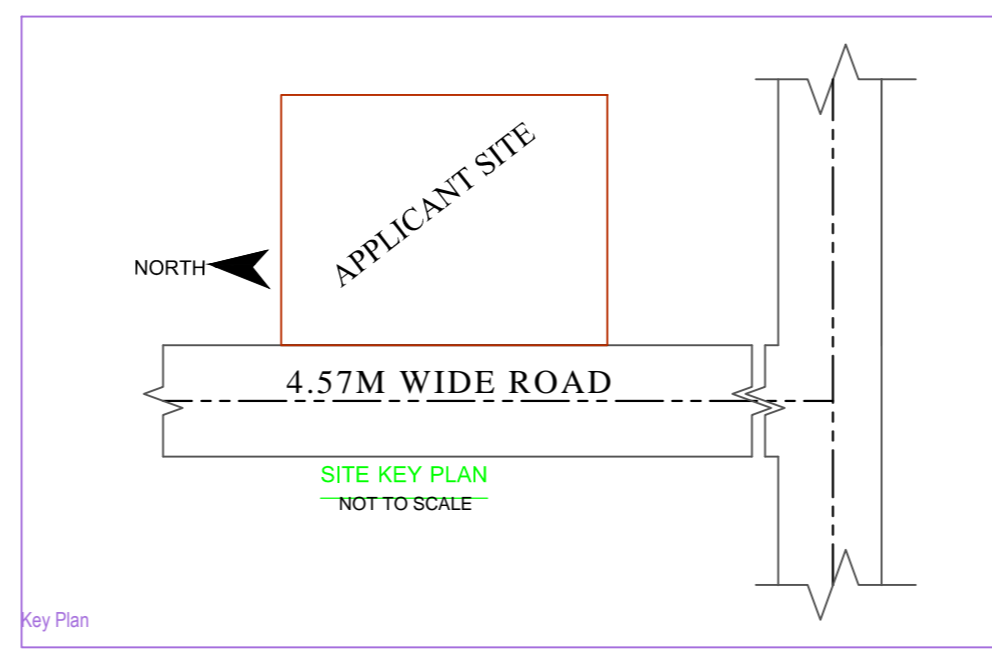 APPLICANT SITE
NORTH
4.57M WIDE ROAD
SITE KEY PLAN
NOT TO SCALE
Key Plan